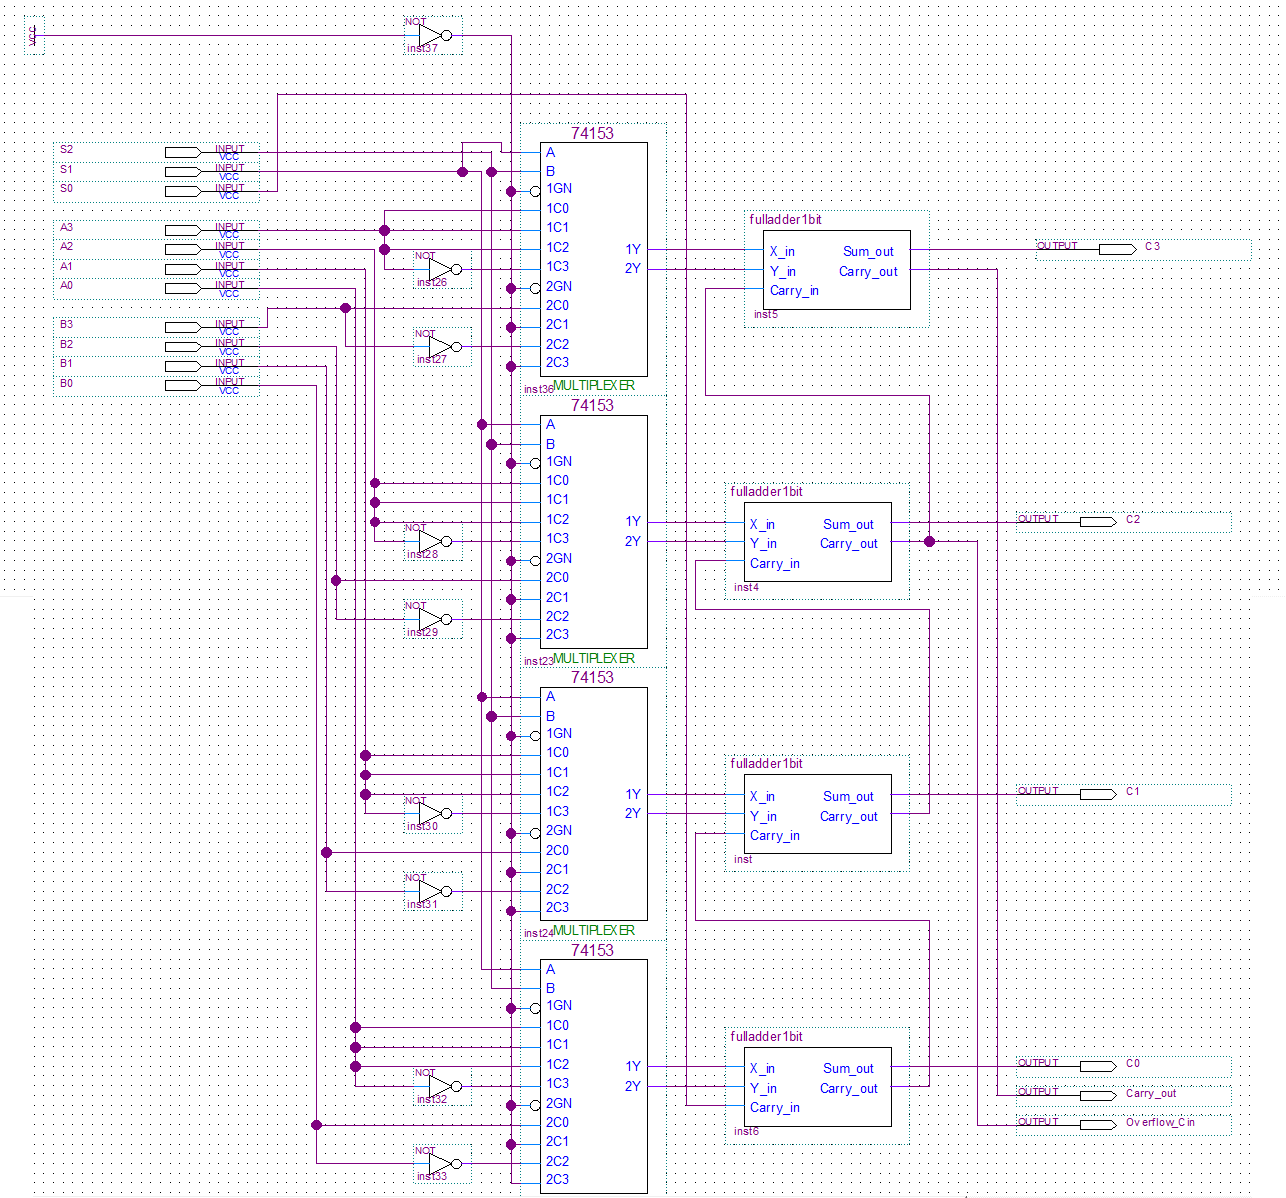 VCC
NOT
inst37
S2 INPUT VCC
S1 INPUT VCC
S0 INPUT VCC
A3 INPUT VCC
A2 INPUT VCC
A1 INPUT VCC
A0 INPUT VCC
B3 INPUT VCC
B2 INPUT VCC
B1 INPUT VCC
B0 INPUT VCC
NOT
inst26
NOT
inst27
74153
A
B
1GN
1C0
1C1
1C2 1Y
1C3 2Y
2GN
2C0
2C1
2C2
2C3
inst36 MULTIPLEXER
fulladder1bit
X_in Sum_out
Y_in Carry_out
Carry_in
inst5
OUTPUT C3
NOT
inst28
NOT
inst29
74153
A
B
1GN
1C0
1C1
1C2 1Y
1C3 2Y
2GN
2C0
2C1
2C2
2C3
inst23 MULTIPLEXER
fulladder1bit
X_in Sum_out
Y_in Carry_out
Carry_in
inst4
OUTPUT C2
NOT
inst30
NOT
inst31
74153
A
B
1GN
1C0
1C1
1C2 1Y
1C3 2Y
2GN
2C0
2C1
2C2
2C3
inst24 MULTIPLEXER
fulladder1bit
X_in Sum_out
Y_in Carry_out
Carry_in
inst
OUTPUT C1
NOT
inst32
NOT
inst33
74153
A
B
1GN
1C0
1C1
1C2 1Y
1C3 2Y
2GN
2C0
2C1
2C2
2C3
fulladder1bit
X_in Sum_out
Y_in Carry_out
Carry_in
inst6
OUTPUT C0
OUTPUT Carry_out
OUTPUT Overflow_Cin